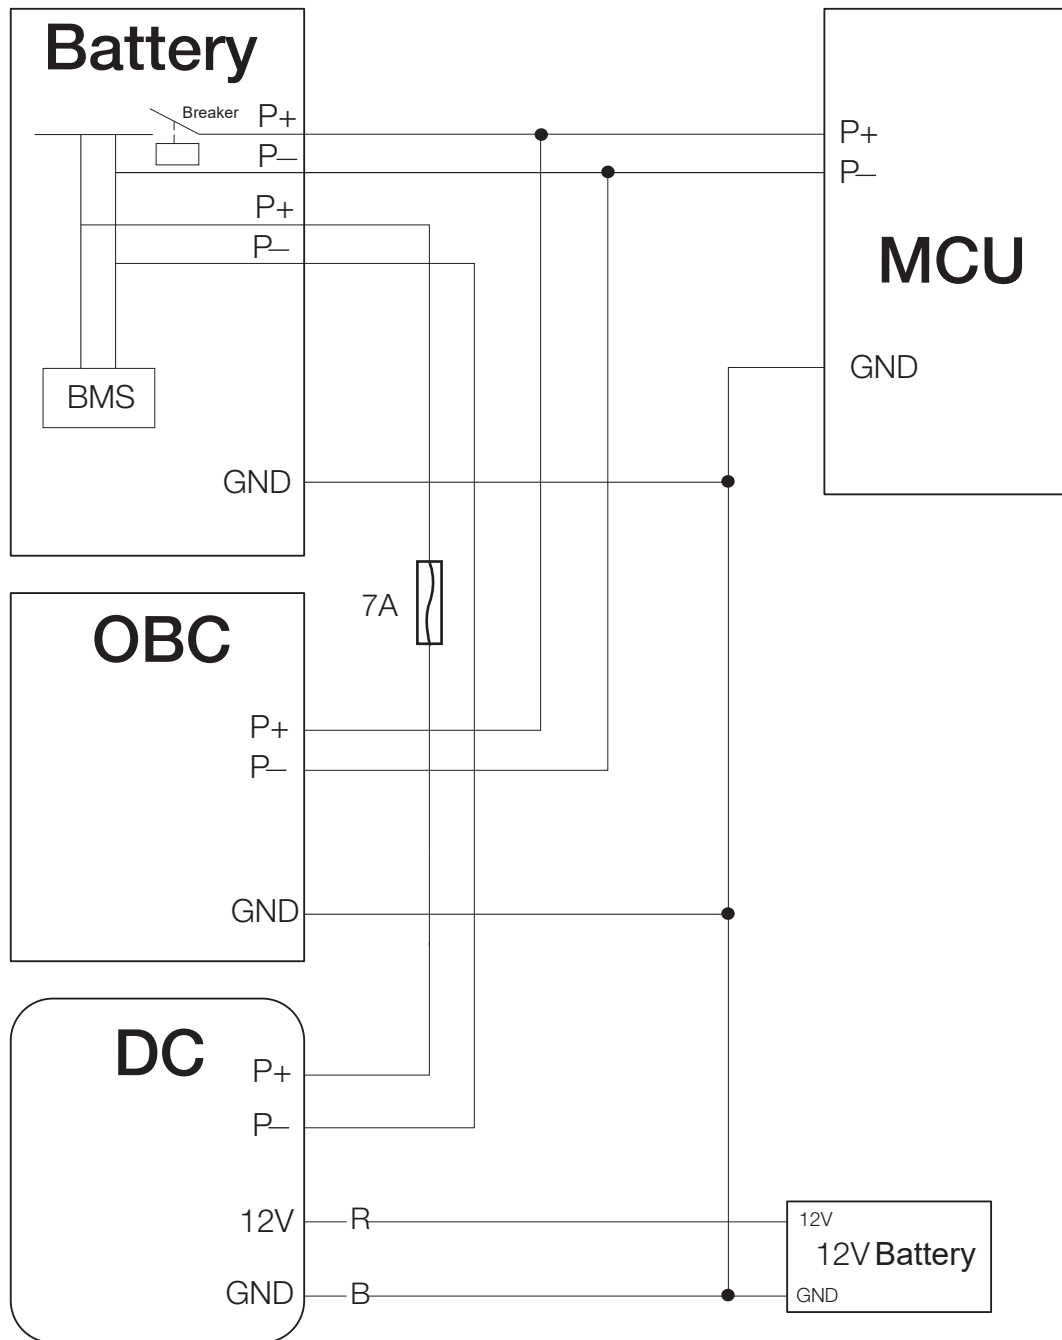 Battery
Breaker
P+
P–
P+
P–
BMS
GND
P+
P–
MCU
GND
7A
OBC
P+
P–
GND
DC
P+
P–
12V
R
GND
B
12V
12V Battery
GND